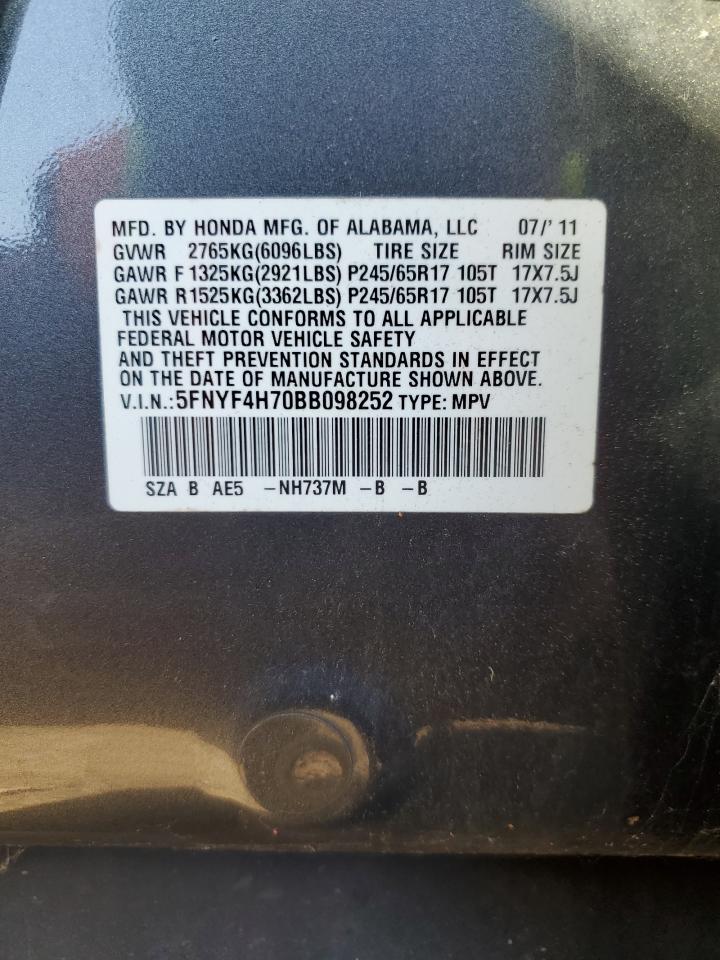 MFD. BY HONDA MFG. OF ALABAMA, LLC 07/'11
GVWR 2765KG(6096LBS) TIRE SIZE RIM SIZE
GAWR F 1325KG(2921LBS) P245/65R17 105T 17X7.5J
GAWR R 1525KG(3362LBS) P245/65R17 105T 17X7.5J
THIS VEHICLE CONFORMS TO ALL APPLICABLE
FEDERAL MOTOR VEHICLE SAFETY
AND THEFT PREVENTION STANDARDS IN EFFECT
ON THE DATE OF MANUFACTURE SHOWN ABOVE.
V.I.N.: 5FNYF4H70BB098252 TYPE: MPV
SZA B AE5 -NH737M -B -B